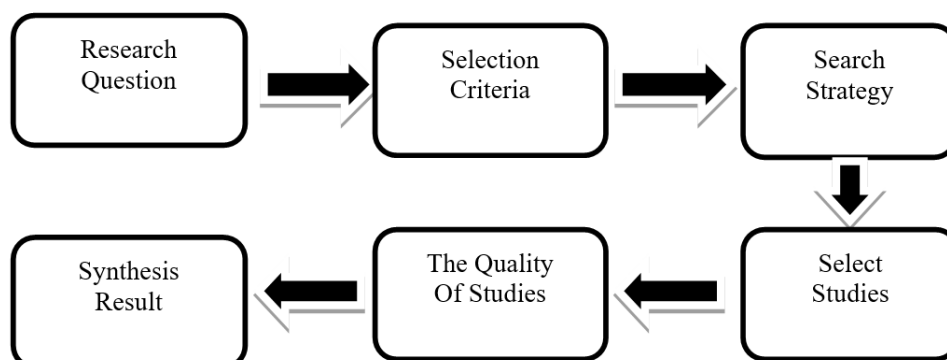 Research
Question
Selection
Criteria
Search
Strategy
Select
Studies
The Quality
Of Studies
Synthesis
Result